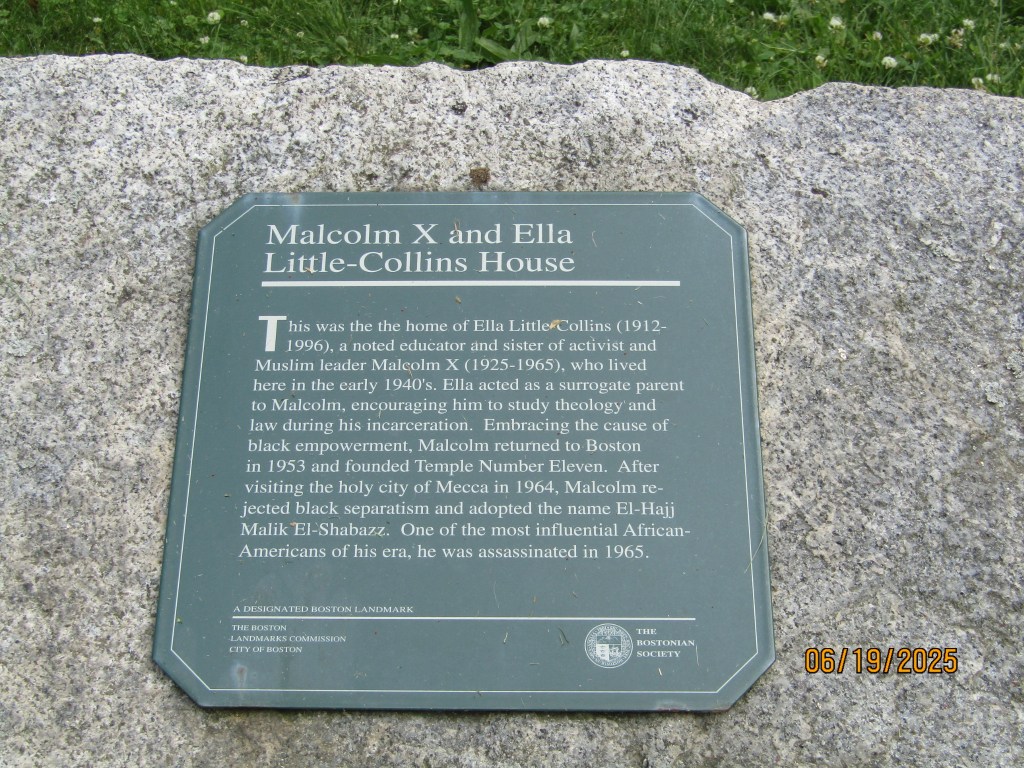 Malcolm X and Ella
Little-Collins House
This was the the home of Ella Little-Collins (1912-
1996), a noted educator and sister of activist and
Muslim leader Malcolm X (1925-1965), who lived
here in the early 1940's. Ella acted as a surrogate parent
to Malcolm, encouraging him to study theology and
law during his incarceration. Embracing the cause of
black empowerment, Malcolm returned to Boston
in 1953 and founded Temple Number Eleven. After
visiting the holy city of Mecca in 1964, Malcolm re-
jected black separatism and adopted the name El-Hajj
Malik El-Shabazz. One of the most influential African-
Americans of his era, he was assassinated in 1965.
A DESIGNATED BOSTON LANDMARK
THE BOSTON
LANDMARKS COMMISSION
CITY OF BOSTON
THE
BOSTONIAN
SOCIETY
06/19/2025